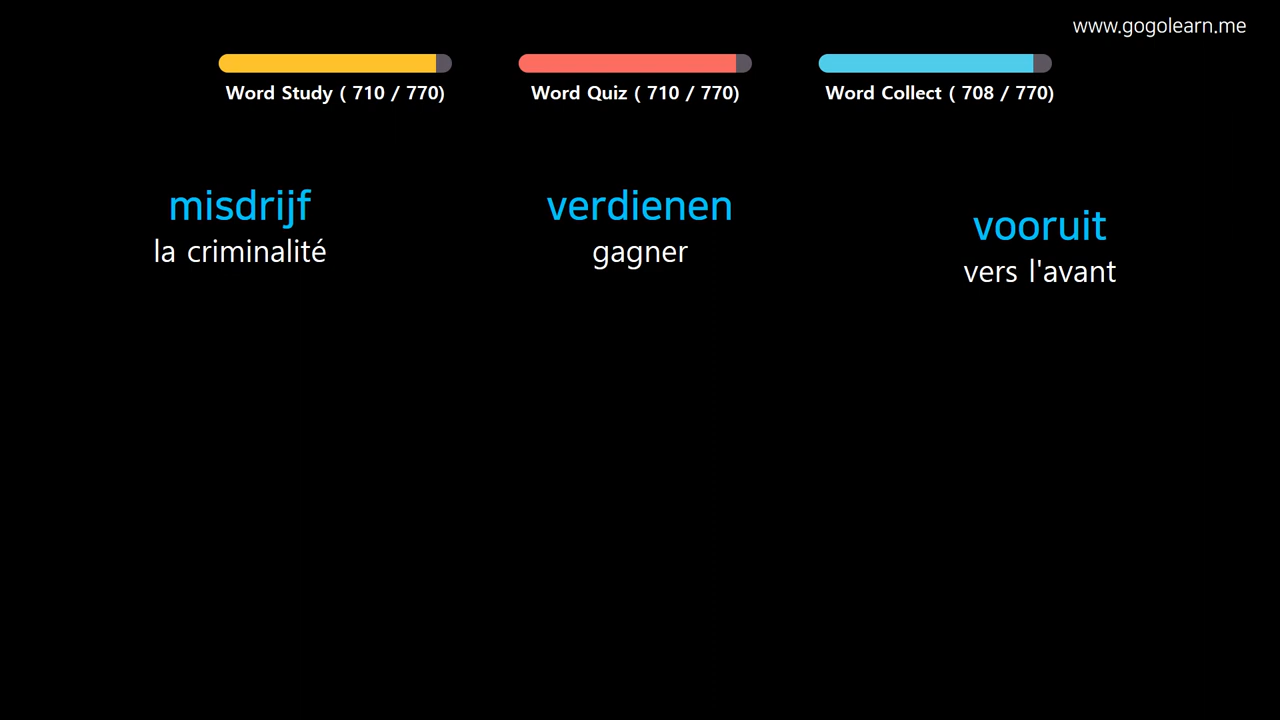 www.gogolearn.me
Word Study ( 710 / 770)
Word Quiz ( 710 / 770)
Word Collect ( 708 / 770)
misdrijf
la criminalité
verdienen
gagner
vooruit
vers l'avant